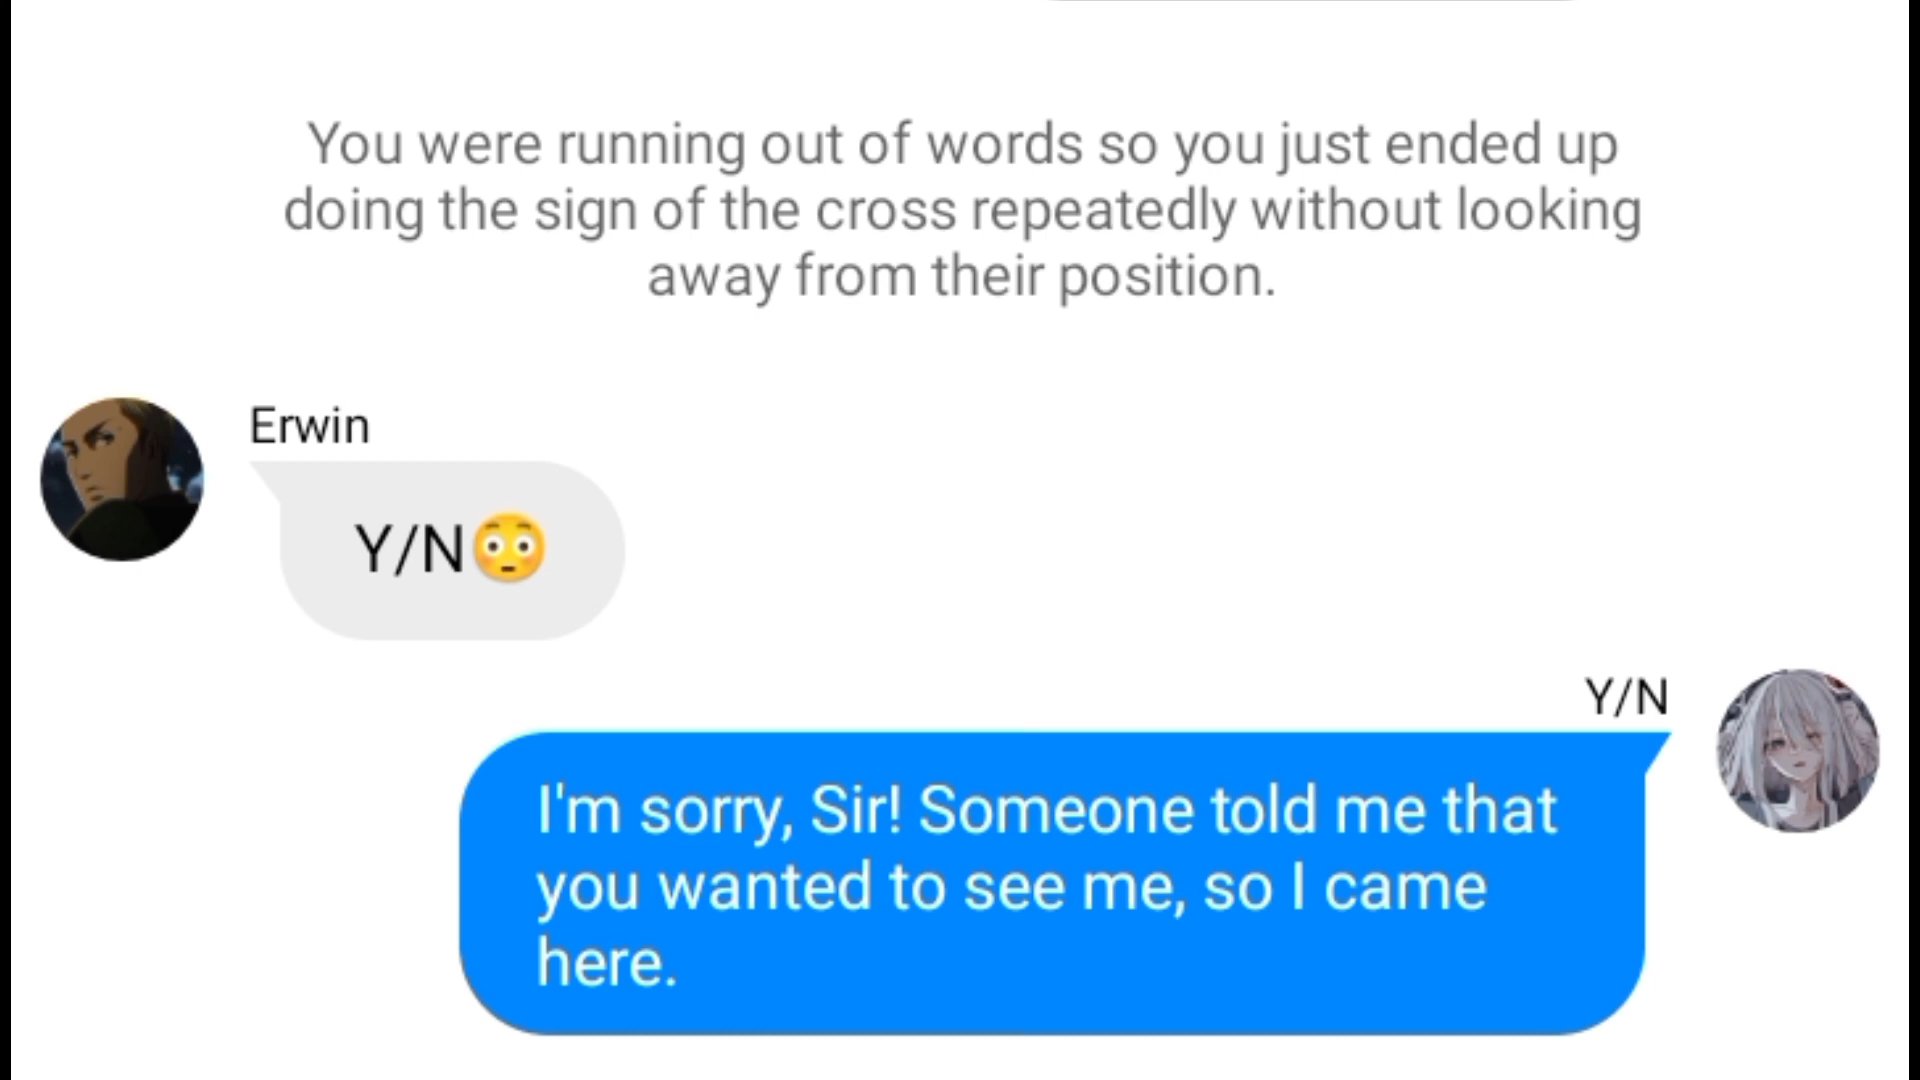 You were running out of words so you just ended up
doing the sign of the cross repeatedly without looking
away from their position.
Erwin
Y/N😳
Y/N
I'm sorry, Sir! Someone told me that
you wanted to see me, so I came
here.